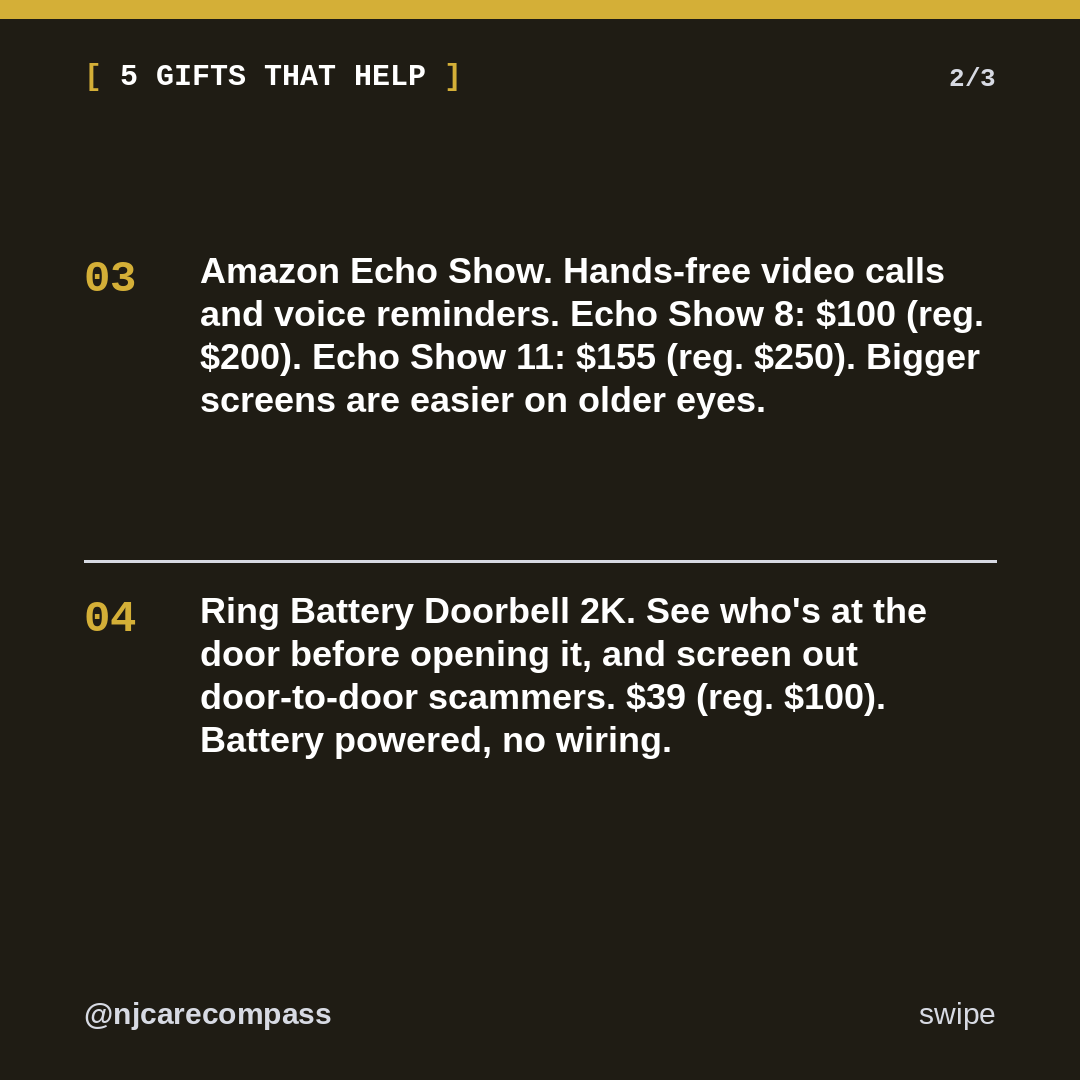 [ 5 GIFTS THAT HELP ]
2/3
03
Amazon Echo Show. Hands-free video calls
and voice reminders. Echo Show 8: $100 (reg.
$200). Echo Show 11: $155 (reg. $250). Bigger
screens are easier on older eyes.
04
Ring Battery Doorbell 2K. See who's at the
door before opening it, and screen out
door-to-door scammers. $39 (reg. $100).
Battery powered, no wiring.
@njcarecompass
swipe